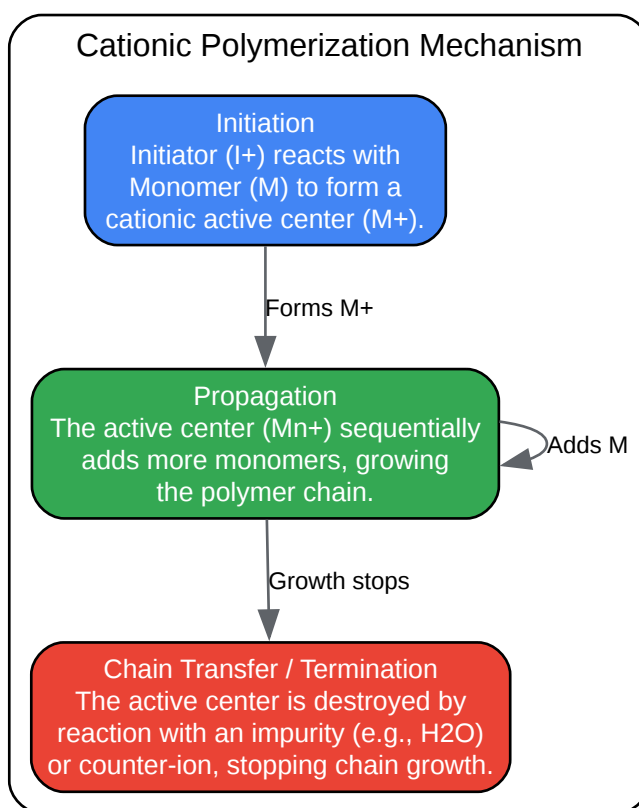 Cationic Polymerization Mechanism
Initiation
Initiator (I+) reacts with
Monomer (M) to form a
cationic active center (M+).
Forms M+
Propagation
The active center (Mn+) sequentially
adds more monomers, growing
the polymer chain.
Adds M
Growth stops
Chain Transfer / Termination
The active center is destroyed by
reaction with an impurity (e.g., H2O)
or counter-ion, stopping chain growth.